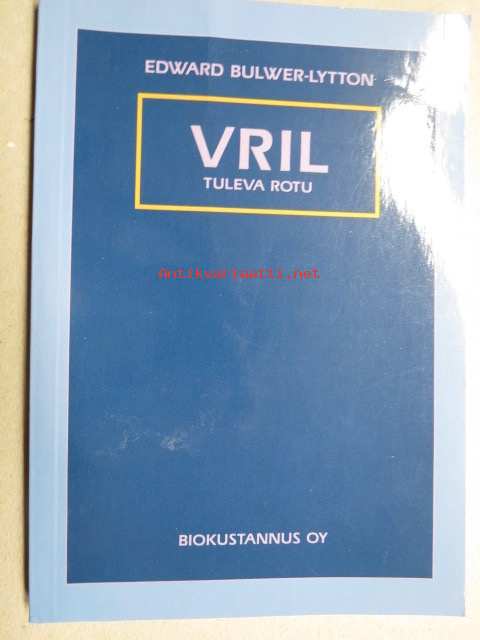 EDWARD BULWER-LYTTON
VRIL
TULEVA ROTU
Antikvariaatti.net
BIOKUSTANNUS OY